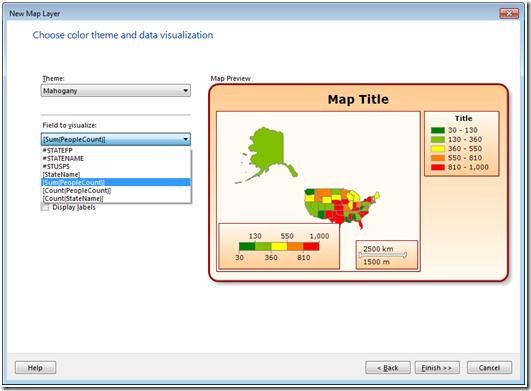 New Map Layer
Choose color theme and data visualization
Theme:
Mahogany
Field to visualize:
[Sum(PeopleCount)]
#STATEFP
#STATENAME
#STUSPS
[StateName]
[Sum(PeopleCount)]
[Count(PeopleCount)]
[Count(StateName)]
Display labels
Map Preview
Map Title
Title
30 - 130
130 - 360
360 - 550
550 - 810
810 - 1,000
130 550 1,000
30 360 810
2500 km
1500 m
Help
< Back
Finish >>
Cancel